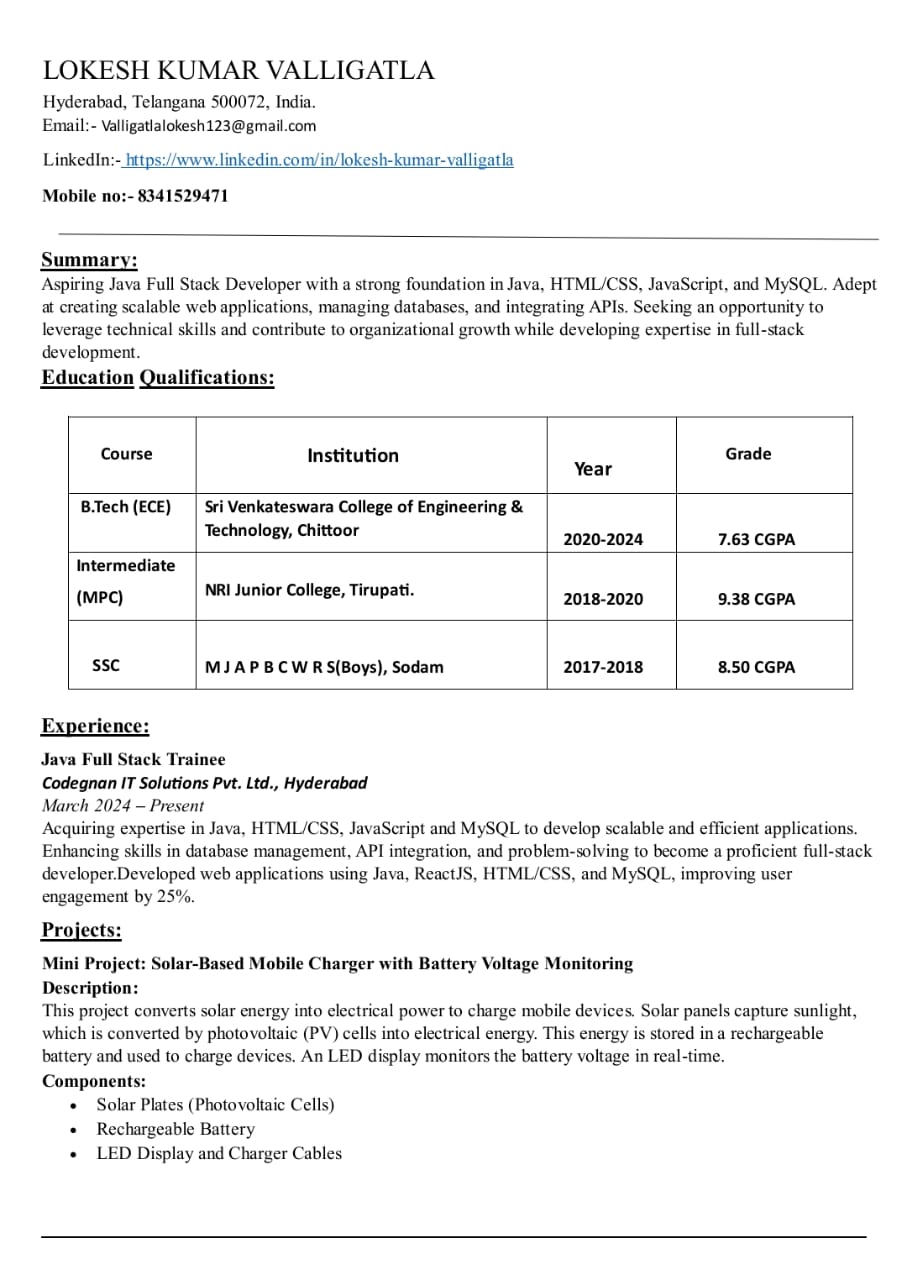 LOKESH KUMAR VALLIGATLA
Hyderabad, Telangana 500072, India.
Email:- Valligatlalokesh123@gmail.com
LinkedIn:- https://www.linkedin.com/in/lokesh-kumar-valligatla
Mobile no:- 8341529471
Summary:
Aspiring Java Full Stack Developer with a strong foundation in Java, HTML/CSS, JavaScript, and MySQL. Adept
at creating scalable web applications, managing databases, and integrating APIs. Seeking an opportunity to
leverage technical skills and contribute to organizational growth while developing expertise in full-stack
development.
Education Qualifications:
Course Institution Year Grade
B.Tech (ECE) Sri Venkateswara College of Engineering &
Technology, Chittoor 2020-2024 7.63 CGPA
Intermediate
(MPC) NRI Junior College, Tirupati. 2018-2020 9.38 CGPA
SSC M J A P B C W R S(Boys), Sodam 2017-2018 8.50 CGPA
Experience:
Java Full Stack Trainee
Codegnan IT Solutions Pvt. Ltd., Hyderabad
March 2024 – Present
Acquiring expertise in Java, HTML/CSS, JavaScript and MySQL to develop scalable and efficient applications.
Enhancing skills in database management, API integration, and problem-solving to become a proficient full-stack
developer.Developed web applications using Java, ReactJS, HTML/CSS, and MySQL, improving user
engagement by 25%.
Projects:
Mini Project: Solar-Based Mobile Charger with Battery Voltage Monitoring
Description:
This project converts solar energy into electrical power to charge mobile devices. Solar panels capture sunlight,
which is converted by photovoltaic (PV) cells into electrical energy. This energy is stored in a rechargeable
battery and used to charge devices. An LED display monitors the battery voltage in real-time.
Components:
• Solar Plates (Photovoltaic Cells)
• Rechargeable Battery
• LED Display and Charger Cables